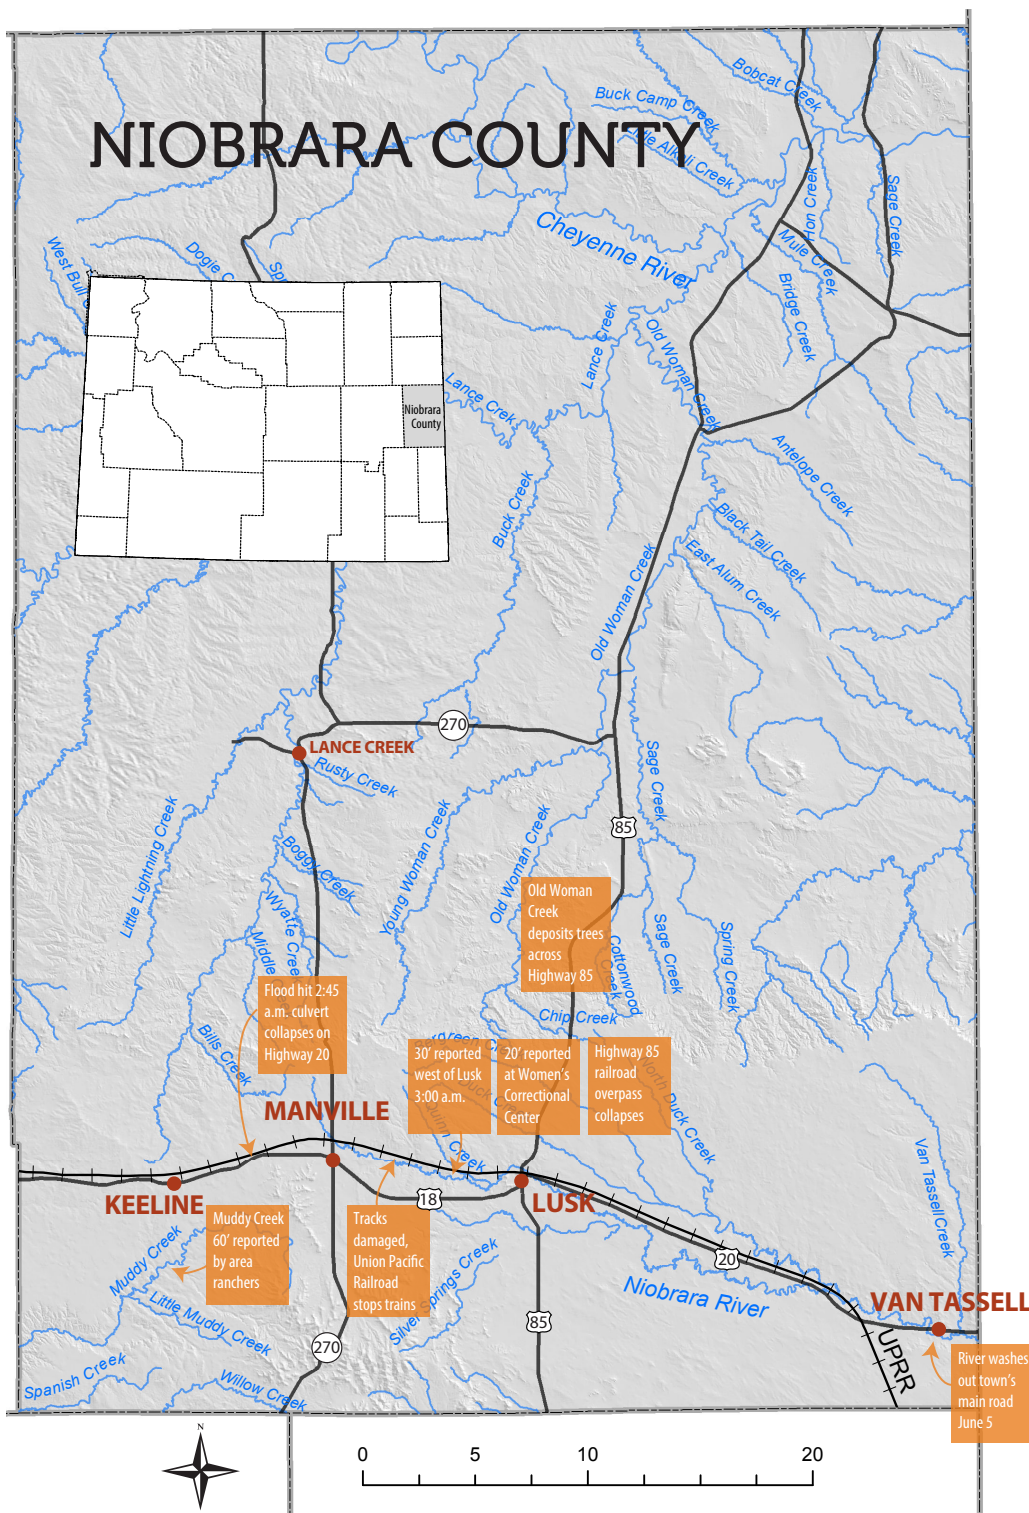 NIOBRARA COUNTY
Bobcat Creek
Buck Camp Creek
Alkali Creek
Hon Creek
Sage Creek
Cheyenne River
Mule Creek
Bridge Creek
West Bull
Dogie C
Spr
Lance Creek
Old Woman Creek
Lance Creek
Niobrara
County
Antelope Creek
Buck Creek
Black Tail Creek
East Alum Creek
Old Woman Creek
270
LANCE CREEK
Rusty Creek
Sage Creek
85
Little Lightning Creek
Young Woman Creek
Old Woman Creek
Boggy Creek
Wyatte Creek
Middle
Old Woman
Creek
deposits trees
across
Highway 85
Cottonwood
Creek
Sage Creek
Spring Creek
Flood hit 2:45
a.m. culvert
collapses on
Highway 20
Chip Creek
Bills Creek
30' reported
west of Lusk
3:00 a.m.
20' reported
at Women's
Correctional
Center
Highway 85
railroad
overpass
collapses
Duck
North Duck Creek
Quinn Creek
MANVILLE
Van Tassell Creek
KEELINE
18
LUSK
Muddy Creek
Muddy Creek
60' reported
by area
ranchers
Tracks
damaged,
Union Pacific
Railroad
stops trains
Silver Springs Creek
20
Niobrara River
Little Muddy Creek
VAN TASSELL
85
270
UPRR
River washes
out town's
main road
June 5
Spanish Creek
Willow Creek
N
0 5 10 20